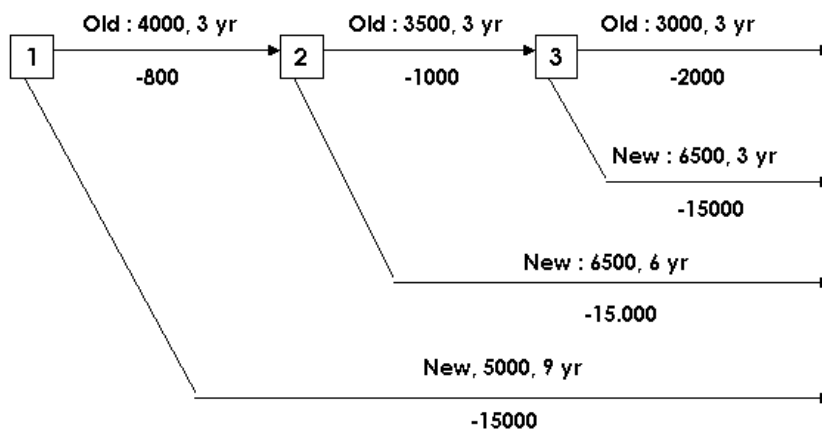 Old : 4000, 3 yr
Old : 3500, 3 yr
Old : 3000, 3 yr
1
2
3
-800
-1000
-2000
New : 6500, 3 yr
-15000
New : 6500, 6 yr
-15.000
New, 5000, 9 yr
-15000